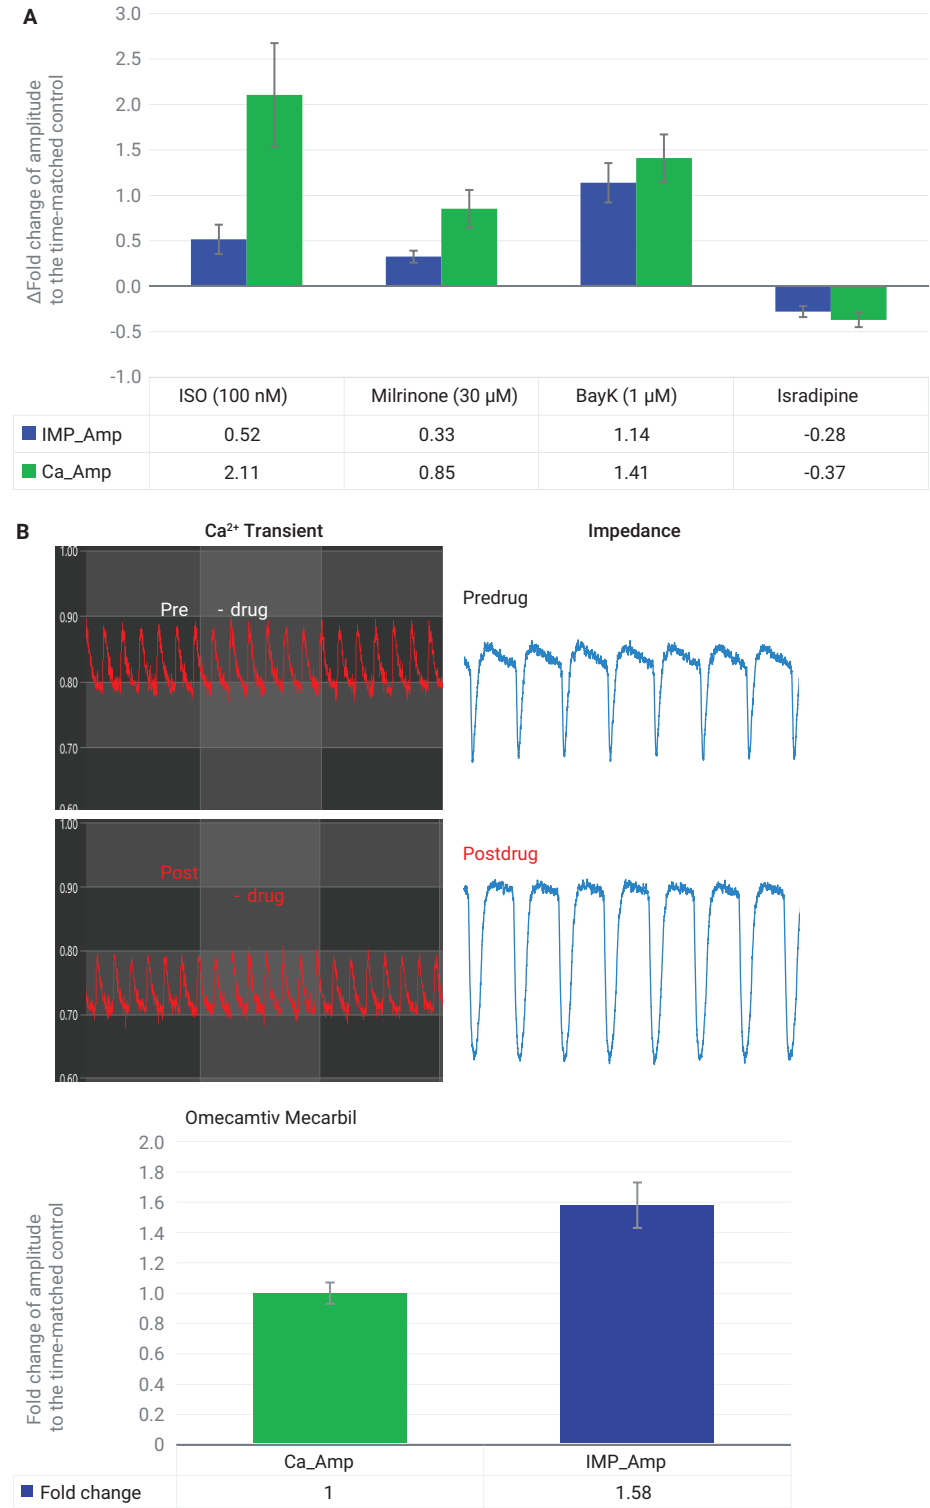 A
ΔFold change of amplitude
to the time-matched control
3.0
2.5
2.0
1.5
1.0
0.5
0.0
-0.5
-1.0
ISO (100 nM) Milrinone (30 μM) BayK (1 μM) Isradipine
IMP_Amp 0.52 0.33 1.14 -0.28
Ca_Amp 2.11 0.85 1.41 -0.37
B
Ca²⁺ Transient Impedance
1.00
0.90
0.80
0.70
0.60
Pre - drug
Predrug
1.00
0.90
0.80
0.70
0.60
Post
- drug
Postdrug
Omecamtiv Mecarbil
Fold change of amplitude
to the time-matched control
2.0
1.8
1.6
1.4
1.2
1.0
0.8
0.6
0.4
0.2
0
Ca_Amp IMP_Amp
Fold change 1 1.58